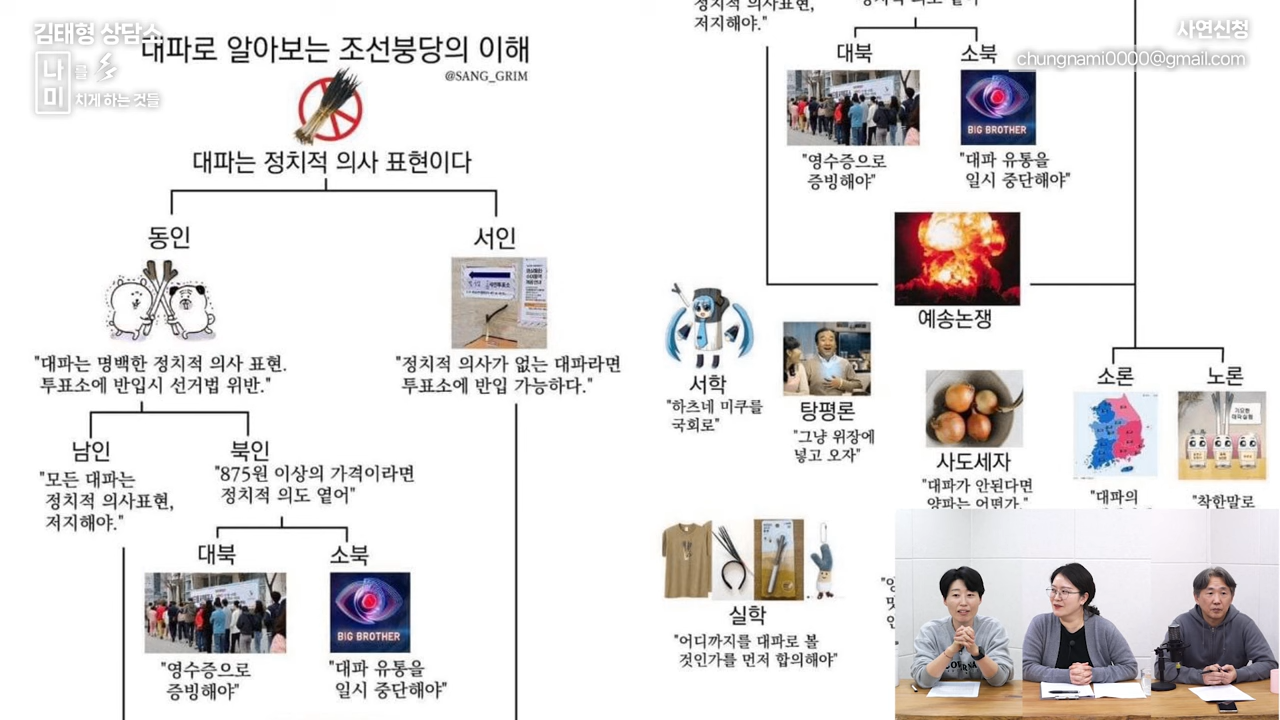 김태형 상담소
나를
미치게 하는 것들
사연신청
chungnami0000@gmail.com
대파로 알아보는 조선붕당의 이해
@SANG_GRIM
대파는 정치적 의사 표현이다
동인
서인
"대파는 명백한 정치적 의사 표현.
투표소에 반입시 선거법 위반."
"정치적 의사가 없는 대파라면
투표소에 반입 가능하다."
남인
북인
"모든 대파는
정치적 의사표현,
저지해야."
"875원 이상의 가격이라면
정치적 의도 옅어"
대북
소북
BIG BROTHER
"영수증으로
증빙해야"
"대파 유통을
일시 중단해야"
정치적 의사표현,
저지해야."
대북
소북
BIG BROTHER
"영수증으로
증빙해야"
"대파 유통을
일시 중단해야"
예송논쟁
서학
"하츠네 미쿠를
국회로"
탕평론
"그냥 위장에
넣고 오자"
사도세자
"대파가 안된다면
양파는 어떤가."
소론
노론
"대파의
"착한말로
실학
"어디까지를 대파로 볼
것인가를 먼저 합의해야"